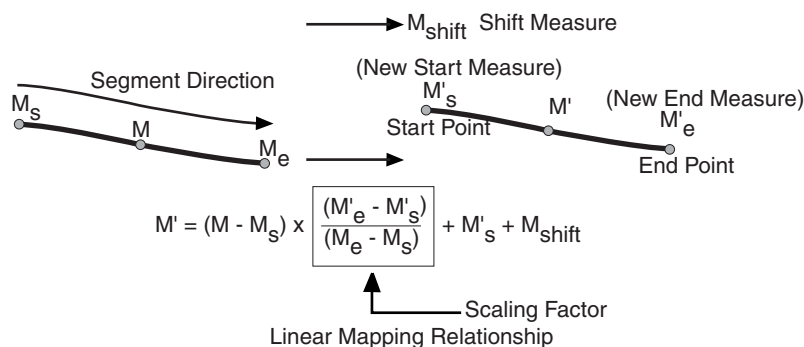 M_shift Shift Measure
Segment Direction
(New Start Measure)
M_s
M
M_e
M'_s
Start Point
M'
(New End Measure)
M'_e
End Point
M' = (M - M_s) x (M'_e - M'_s) / (M_e - M_s) + M'_s + M_shift
Scaling Factor
Linear Mapping Relationship